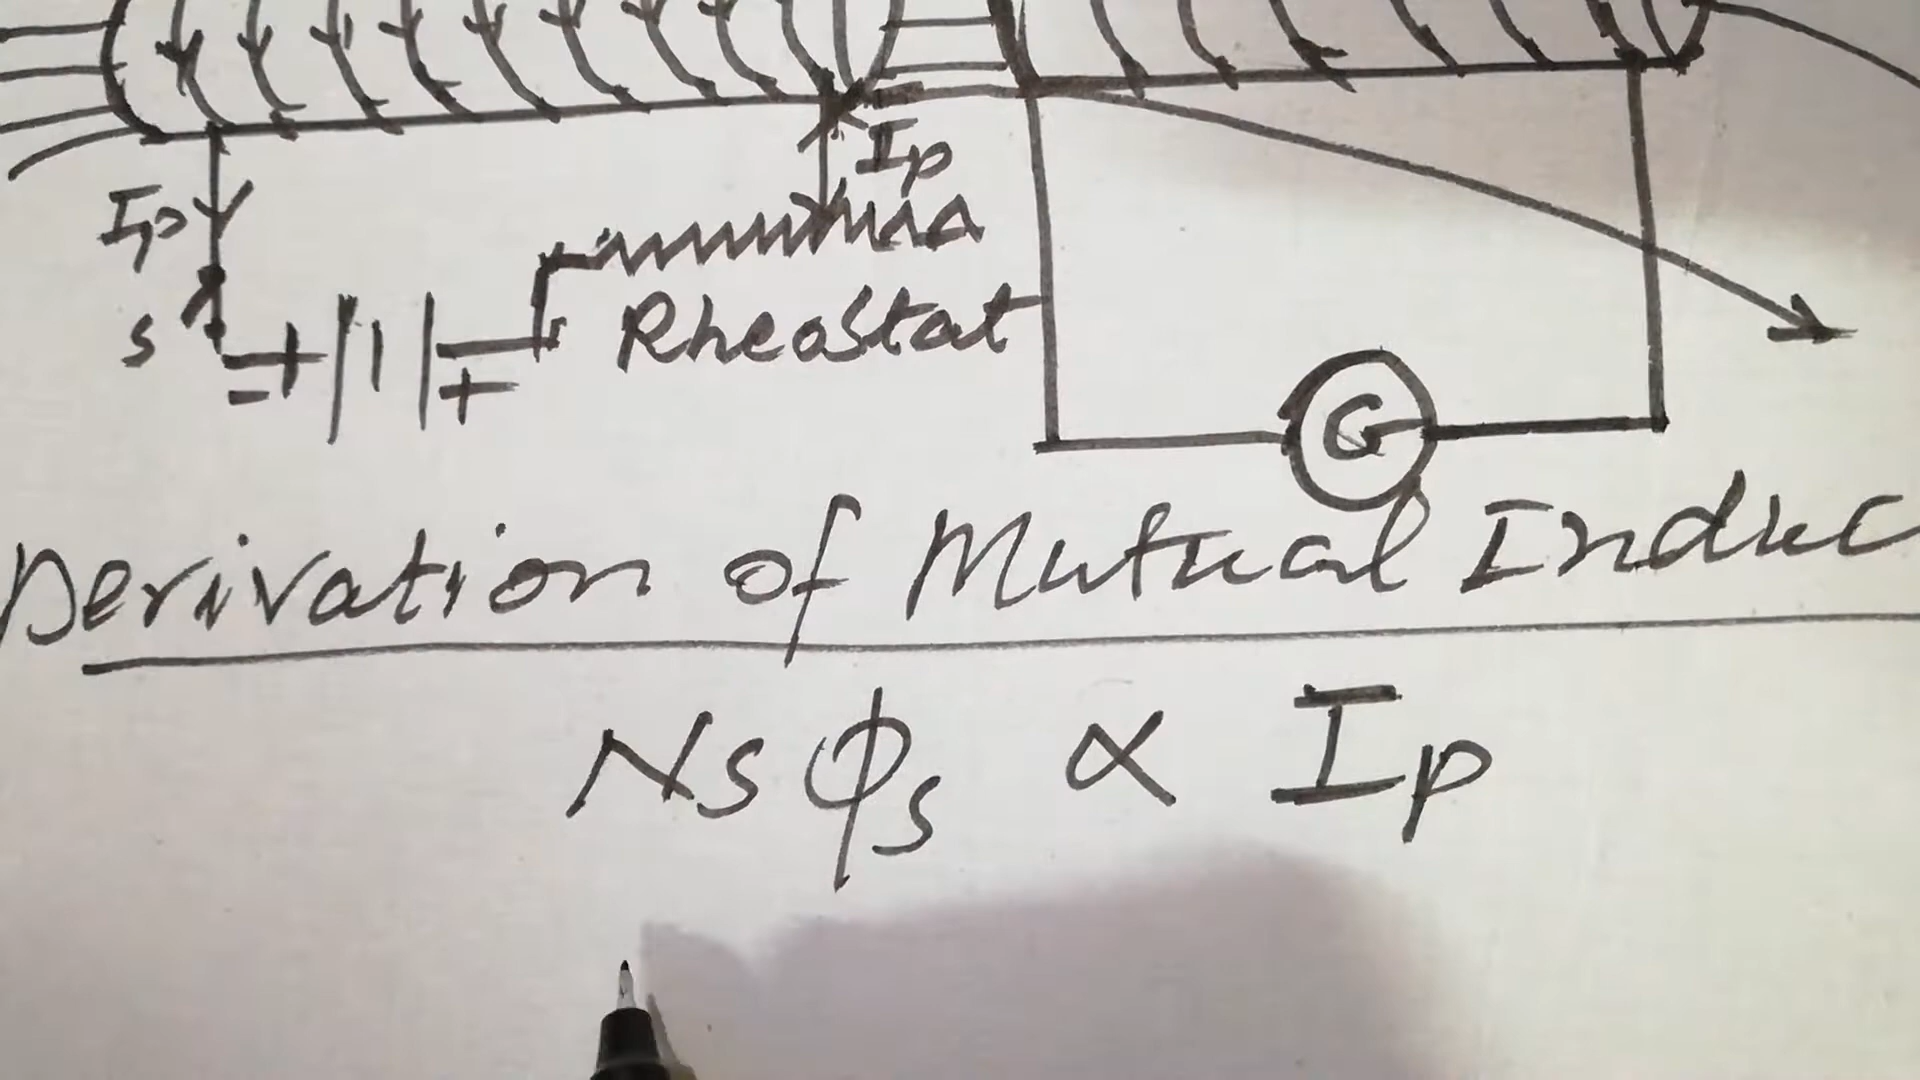 Ip
Ip
S
Rheostat
- +
G
Derivation of Mutual Induc
Nsϕs ∝ Ip